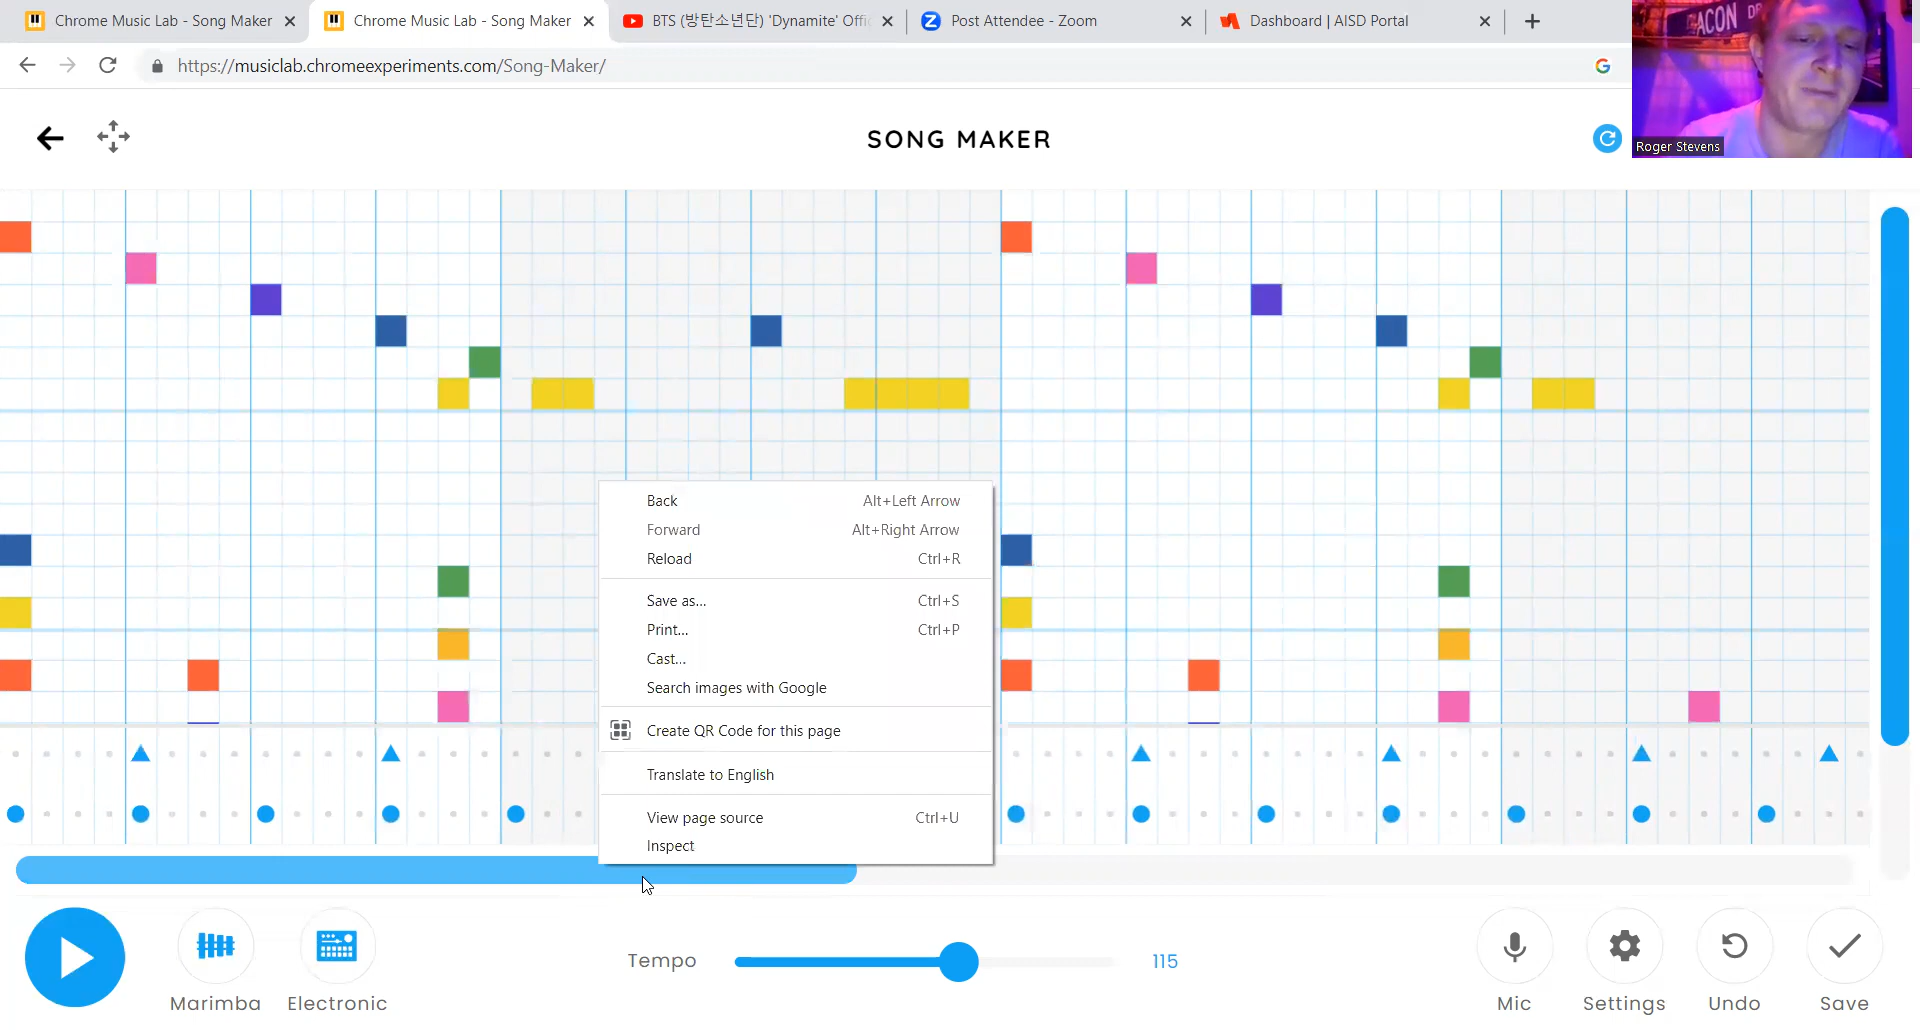 Chrome Music Lab - Song Maker
Chrome Music Lab - Song Maker
BTS (방탄소년단) 'Dynamite' Offi
Post Attendee - Zoom
Dashboard | AISD Portal
https://musiclab.chromeexperiments.com/Song-Maker/
SONG MAKER
Roger Stevens
Back Alt+Left Arrow
Forward Alt+Right Arrow
Reload Ctrl+R
Save as... Ctrl+S
Print... Ctrl+P
Cast...
Search images with Google
Create QR Code for this page
Translate to English
View page source Ctrl+U
Inspect
Tempo 115
Marimba
Electronic
Mic
Settings
Undo
Save